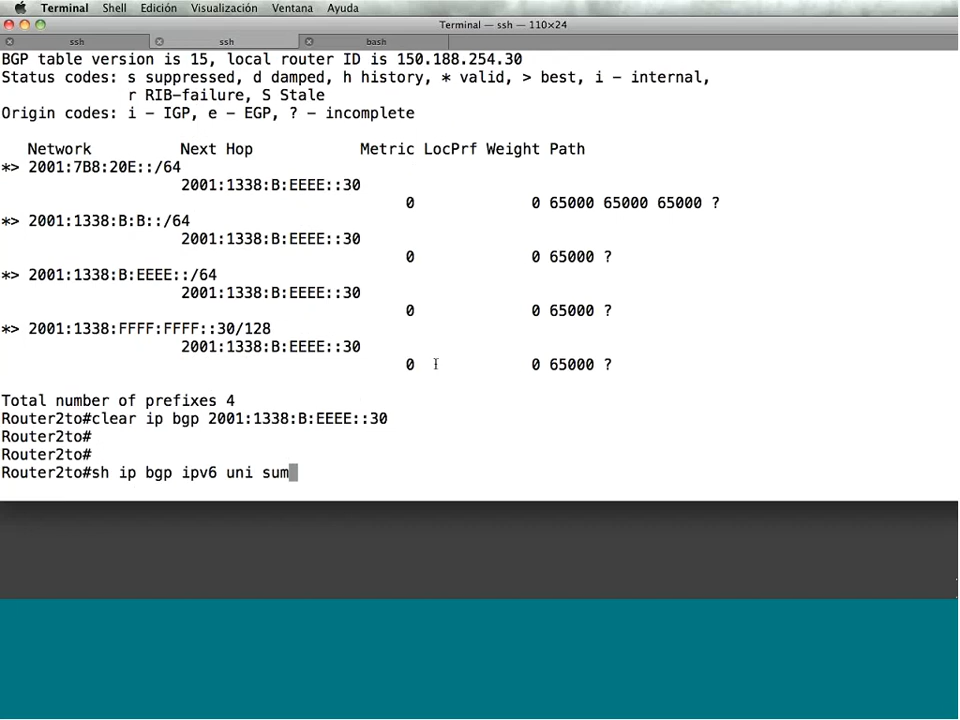 Terminal Shell Edición Visualización Ventana Ayuda
Terminal — ssh — 110×24
ssh ssh bash
BGP table version is 15, local router ID is 150.188.254.30
Status codes: s suppressed, d damped, h history, * valid, > best, i - internal,
r RIB-failure, S Stale
Origin codes: i - IGP, e - EGP, ? - incomplete
Network Next Hop Metric LocPrf Weight Path
*> 2001:7B8:20E::/64
2001:1338:B:EEEE::30
0 0 65000 65000 65000 ?
*> 2001:1338:B:B::/64
2001:1338:B:EEEE::30
0 0 65000 ?
*> 2001:1338:B:EEEE::/64
2001:1338:B:EEEE::30
0 0 65000 ?
*> 2001:1338:FFFF:FFFF::30/128
2001:1338:B:EEEE::30
0 0 65000 ?
Total number of prefixes 4
Router2to#clear ip bgp 2001:1338:B:EEEE::30
Router2to#
Router2to#
Router2to#sh ip bgp ipv6 uni sum